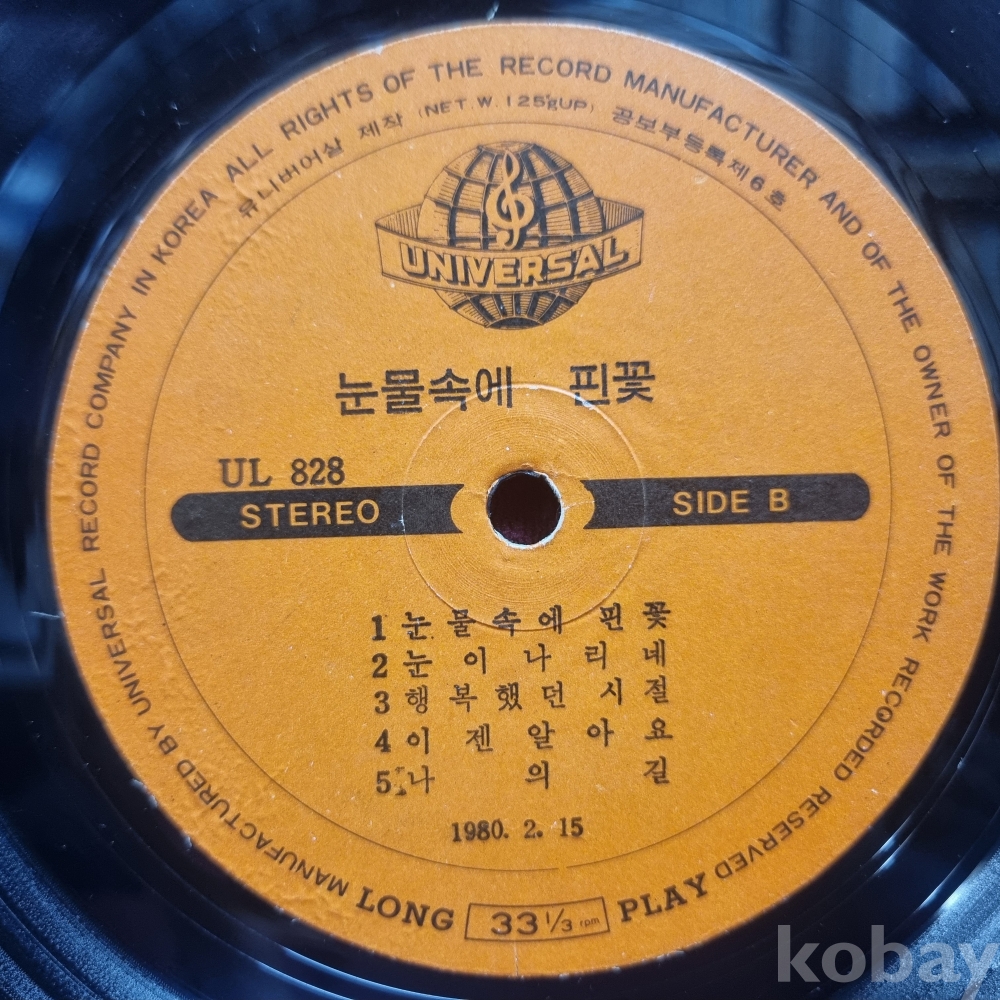 MANUFACTURED BY UNIVERSAL RECORD COMPANY IN KOREA ALL RIGHTS OF THE RECORD MANUFACTURER AND OF THE OWNER OF THE WORK RECORDED RESERVED
유니버어살 제작 (NET.W.125gUP) 공보부등록제6호
UNIVERSAL
눈물속에 핀꽃
UL 828
STEREO SIDE B
1 눈물속에핀꽃
2 눈이나리네
3 행복했던시절
4 이젠알아요
5 나의길
1980. 2. 15
LONG 33 1/3 rpm PLAY
kobay